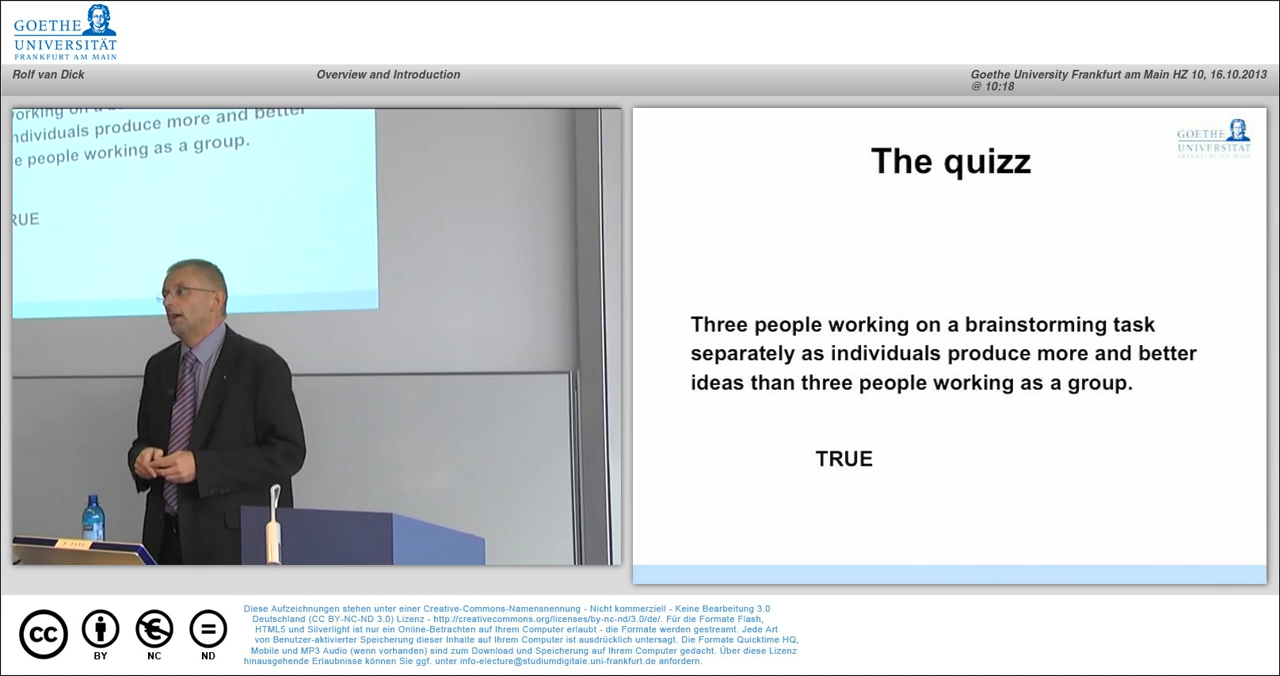 GOETHE
UNIVERSITÄT
FRANKFURT AM MAIN
Rolf van Dick
Overview and Introduction
Goethe University Frankfurt am Main HZ 10, 16.10.2013
@ 10:18
working on a
individuals produce more and better
e people working as a group.
RUE
GOETHE
UNIVERSITÄT
FRANKFURT AM MAIN
The quizz
Three people working on a brainstorming task
separately as individuals produce more and better
ideas than three people working as a group.
TRUE
cc
BY
NC
ND
Diese Aufzeichnungen stehen unter einer Creative-Commons-Namensnennung - Nicht kommerziell - Keine Bearbeitung 3.0
Deutschland (CC BY-NC-ND 3.0) Lizenz - http://creativecommons.org/licenses/by-nc-nd/3.0/de/. Für die Formate Flash,
HTML5 und Silverlight ist nur ein Online-Betrachten auf Ihrem Computer erlaubt - die Formate werden gestreamt. Jede Art
von Benutzer-aktivierter Speicherung dieser Inhalte auf Ihrem Computer ist ausdrücklich untersagt. Die Formate Quicktime HQ,
Mobile und MP3 Audio (wenn vorhanden) sind zum Download und Speicherung auf Ihrem Computer gedacht. Über diese Lizenz
hinausgehende Erlaubnisse können Sie ggf. unter info-electure@studiumdigitale.uni-frankfurt.de anfordern.